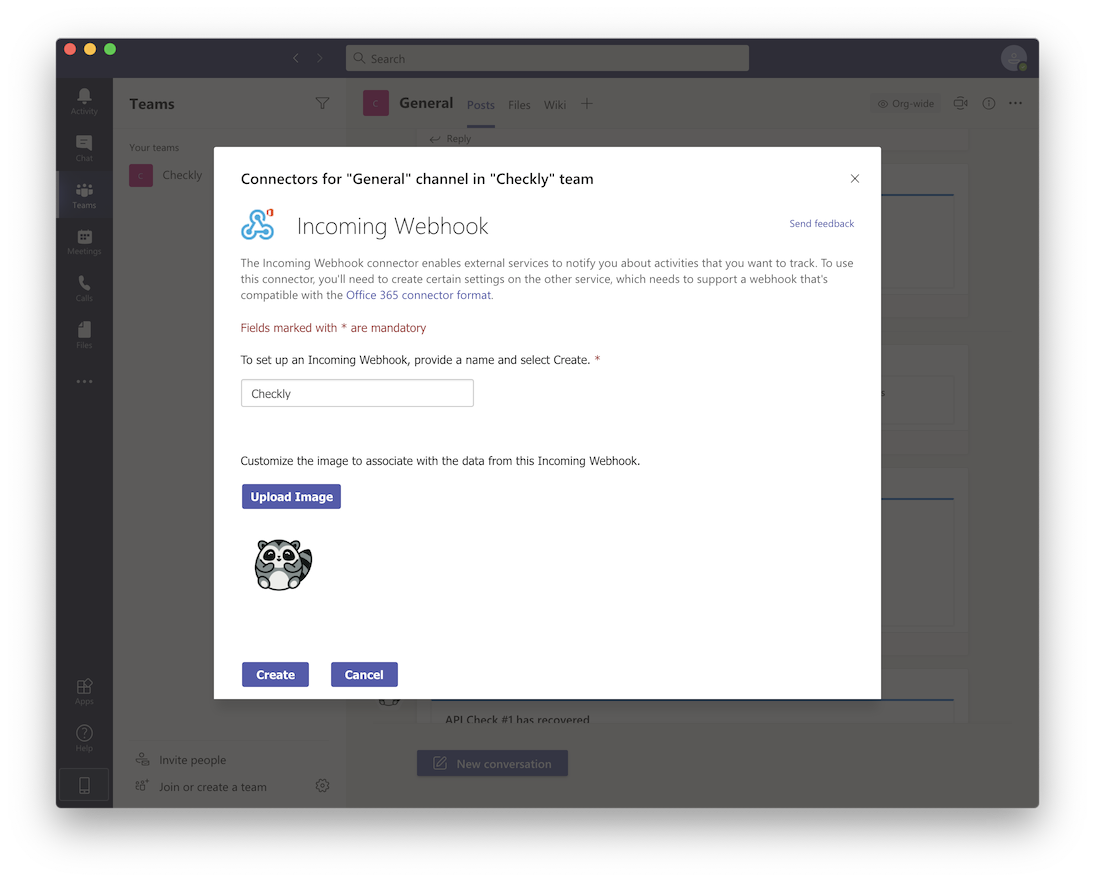 Search
Activity
Chat
Teams
Meetings
Calls
Files
Apps
Help
Teams
Your teams
C
Checkly
Invite people
Join or create a team
C
General
Posts
Files
Wiki
Org-wide
Reply
Connectors for "General" channel in "Checkly" team
Incoming Webhook
Send feedback
The Incoming Webhook connector enables external services to notify you about activities that you want to track. To use
this connector, you'll need to create certain settings on the other service, which needs to support a webhook that's
compatible with the Office 365 connector format.
Fields marked with * are mandatory
To set up an Incoming Webhook, provide a name and select Create. *
Checkly
Customize the image to associate with the data from this Incoming Webhook.
Upload Image
Create
Cancel
s
API Check #1 has recovered
New conversation